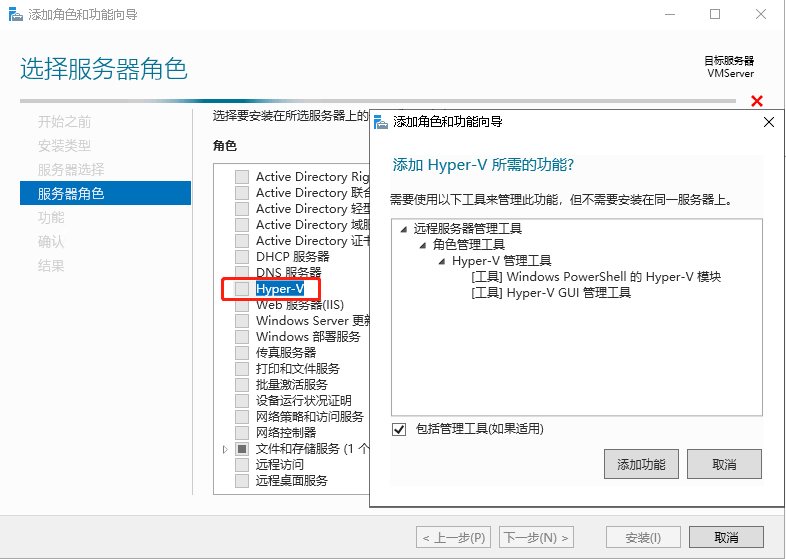 添加角色和功能向导
选择服务器角色
目标服务器
VMServer
开始之前
安装类型
服务器选择
服务器角色
功能
确认
结果
选择要安装在所选服务器上的
角色
Active Directory Rig
Active Directory 联合
Active Directory 轻型
Active Directory 域服
Active Directory 证书
DHCP 服务器
DNS 服务器
Hyper-V
Web 服务器(IIS)
Windows Server 更新
Windows 部署服务
传真服务器
打印和文件服务
批量激活服务
设备运行状况证明
网络策略和访问服务
网络控制器
文件和存储服务 (1 个
远程访问
远程桌面服务
添加角色和功能向导
添加 Hyper-V 所需的功能?
需要使用以下工具来管理此功能，但不需要安装在同一服务器上。
远程服务器管理工具
角色管理工具
Hyper-V 管理工具
[工具] Windows PowerShell 的 Hyper-V 模块
[工具] Hyper-V GUI 管理工具
包括管理工具(如果适用)
添加功能
取消
< 上一步(P)
下一步(N) >
安装(I)
取消